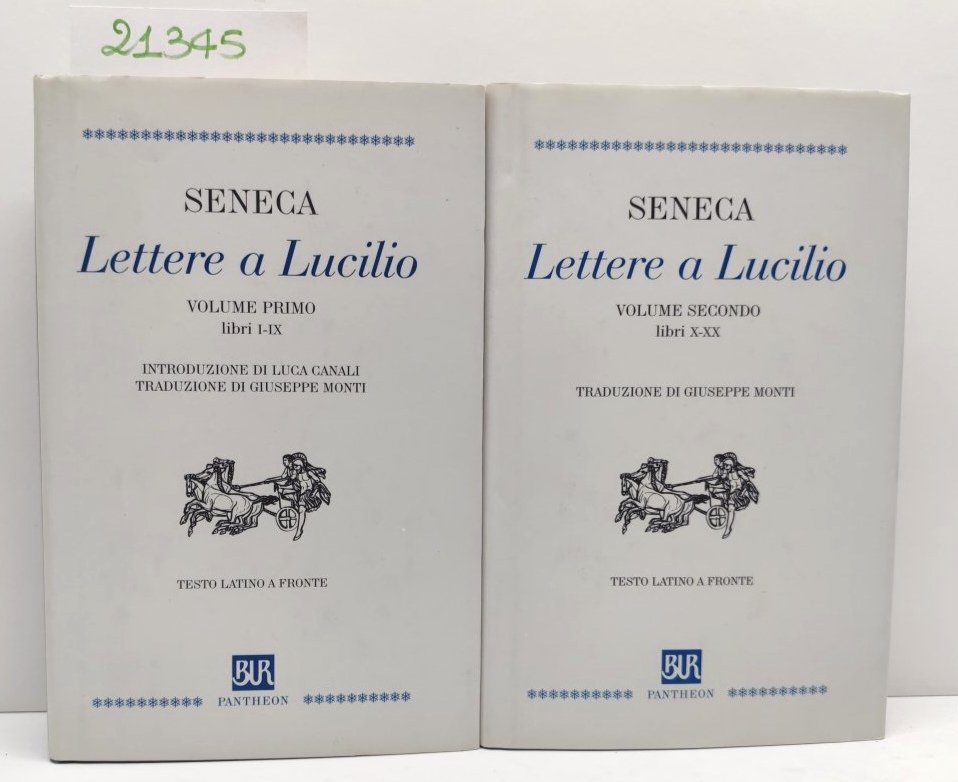 21345
SENECA
Lettere a Lucilio
VOLUME PRIMO
libri I-IX
INTRODUZIONE DI LUCA CANALI
TRADUZIONE DI GIUSEPPE MONTI
TESTO LATINO A FRONTE
BUR
PANTHEON
SENECA
Lettere a Lucilio
VOLUME SECONDO
libri X-XX
TRADUZIONE DI GIUSEPPE MONTI
TESTO LATINO A FRONTE
BUR
PANTHEON